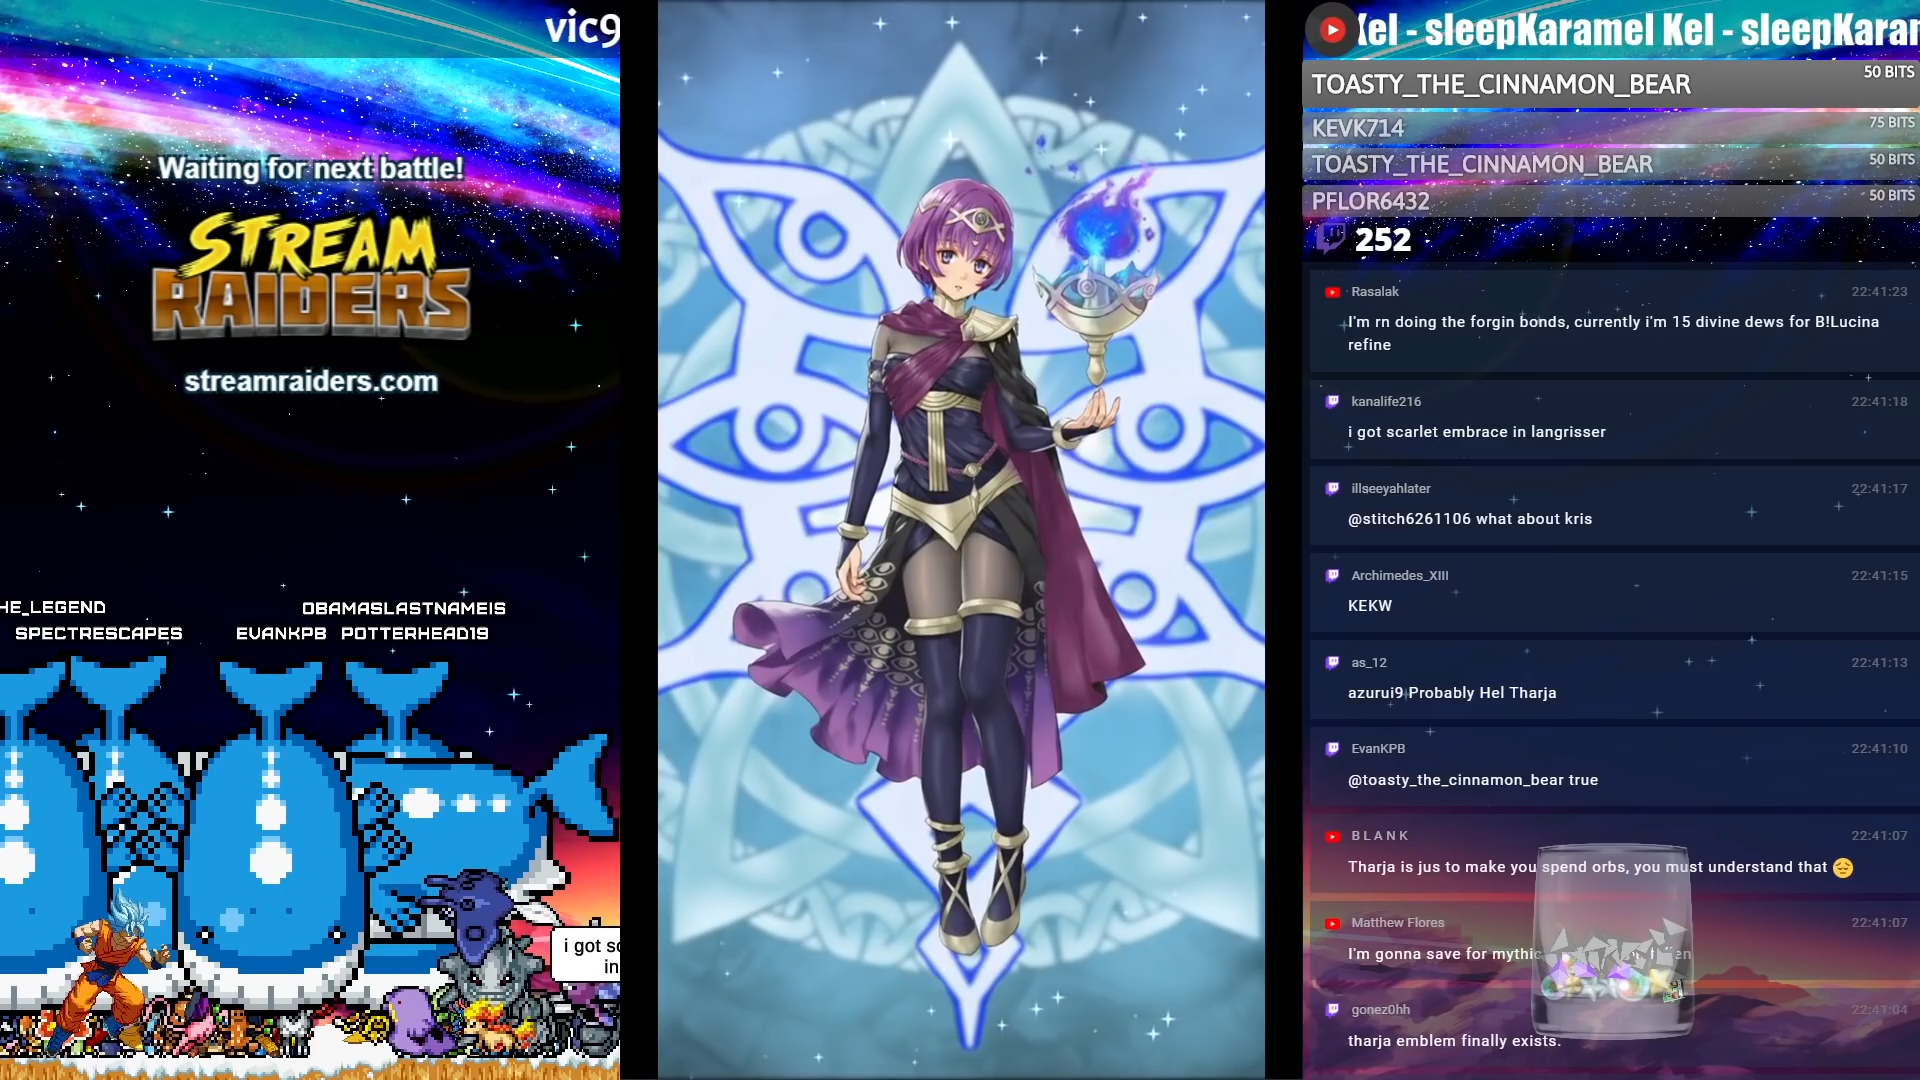 vic9
Waiting for next battle!
STREAM
RAIDERS
streamraiders.com
HE_LEGEND
OBAMASLASTNAMEIS
SPECTRESCAPES
EVANKPB
POTTERHEAD19
i got sc
in
Kel - sleepKaramel Kel - sleepKarar
TOASTY_THE_CINNAMON_BEAR 50 BITS
KEVK714 75 BITS
TOASTY_THE_CINNAMON_BEAR 50 BITS
PFLOR6432 50 BITS
252
Rasalak 22:41:23
I'm rn doing the forgin bonds, currently i'm 15 divine dews for B!Lucina
refine
kanalife216 22:41:18
i got scarlet embrace in langrisser
illseeyahlater 22:41:17
@stitch6261106 what about kris
Archimedes_XIII 22:41:15
KEKW
as_12 22:41:13
azurui9 Probably Hel Tharja
EvanKPB 22:41:10
@toasty_the_cinnamon_bear true
B L A N K 22:41:07
Tharja is jus to make you spend orbs, you must understand that 😔
Matthew Flores 22:41:07
I'm gonna save for mythic
gonez0hh 22:41:04
tharja emblem finally exists.